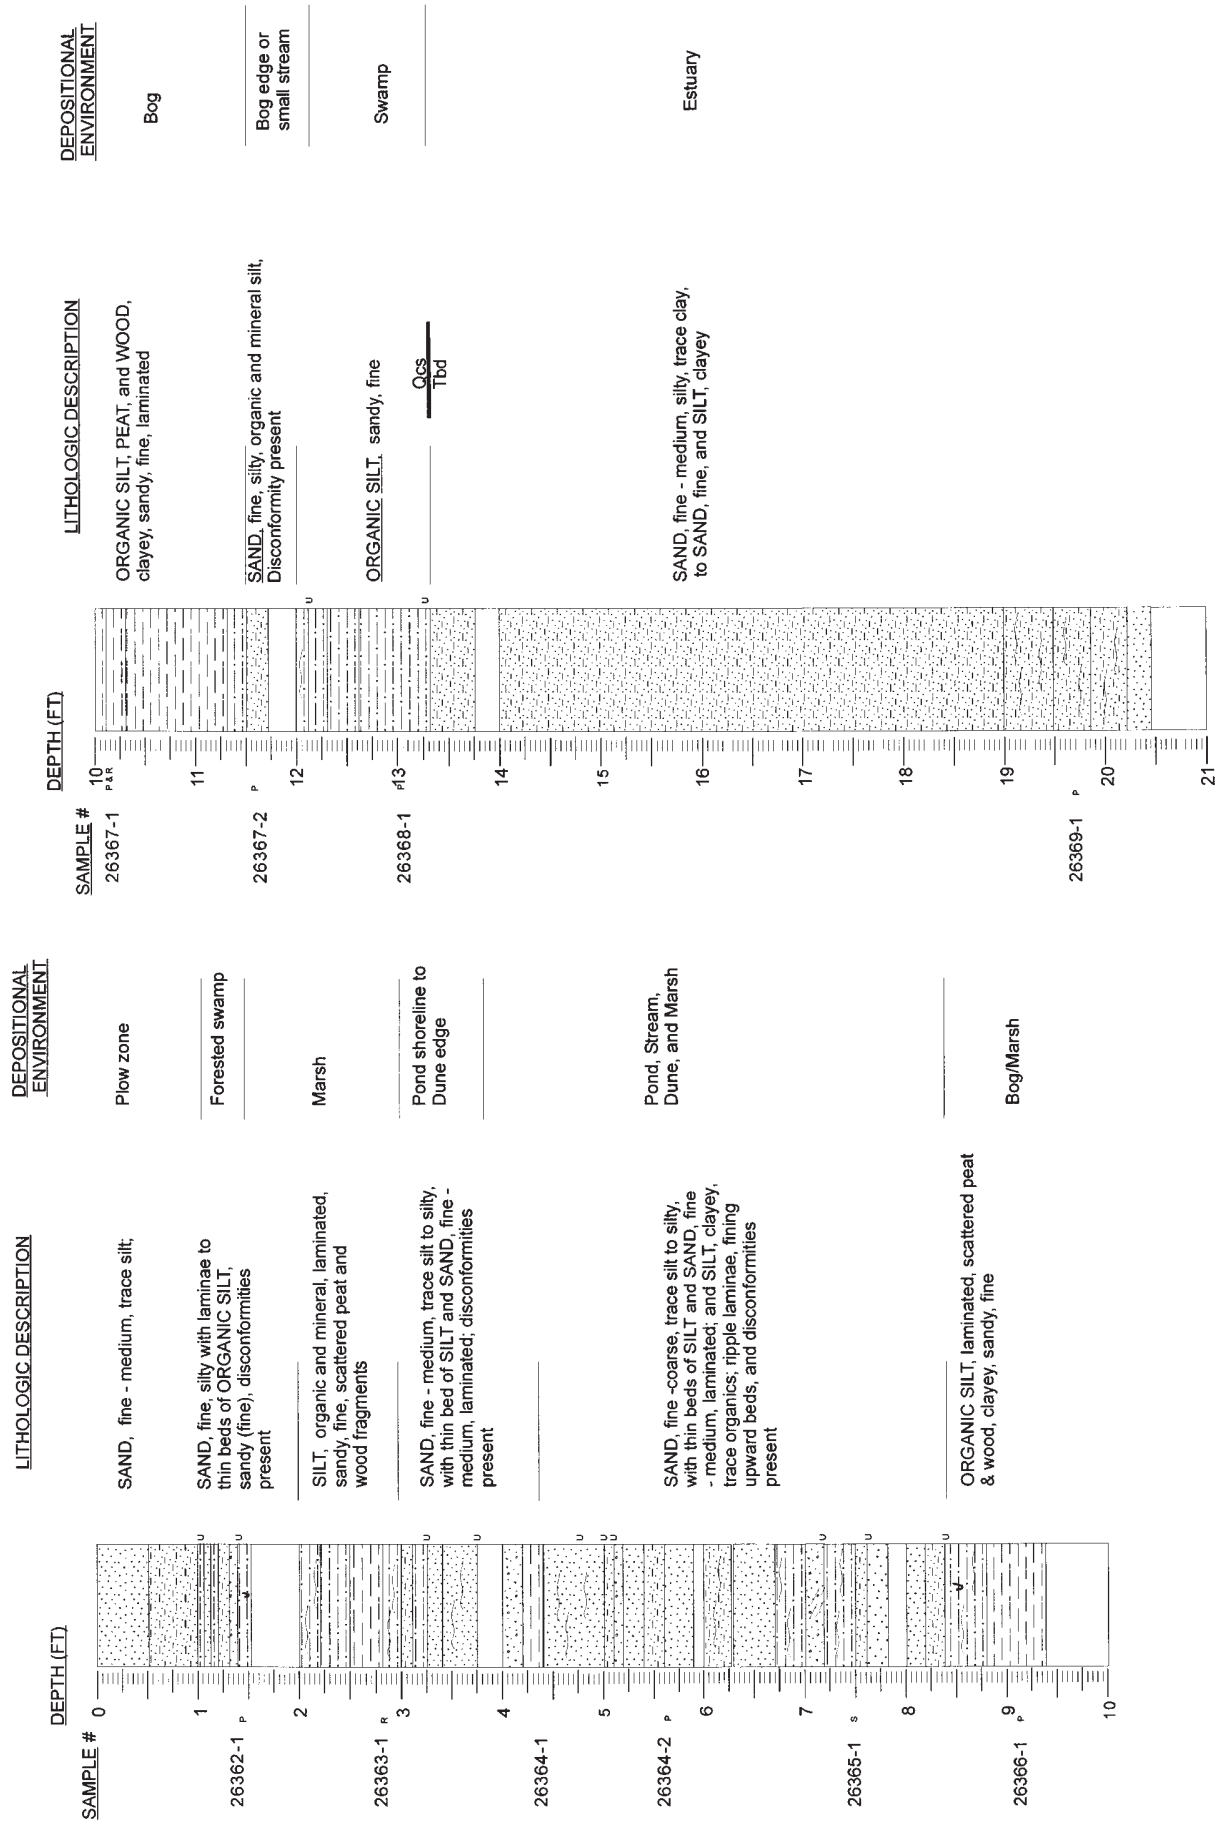 SAMPLE #
DEPTH (FT)
LITHOLOGIC DESCRIPTION
DEPOSITIONAL
ENVIRONMENT
0
1
2
3
4
5
6
7
8
9
10
26362-1
P
26363-1
R
26364-1
26364-2
P
26365-1
S
26366-1
P
U
U
U
U
U
U
U
U
U
U
SAND, fine - medium, trace silt;
SAND, fine, silty with laminae to
thin beds of ORGANIC SILT,
sandy (fine), disconformities
present
SILT, organic and mineral, laminated,
sandy, fine, scattered peat and
wood fragments
SAND, fine - medium, trace silt to silty,
with thin bed of SILT and SAND, fine -
medium, laminated; disconformities
present
SAND, fine -coarse, trace silt to silty,
with thin beds of SILT and SAND, fine
- medium, laminated; and SILT, clayey,
trace organics; ripple laminae, fining
upward beds, and disconformities
present
ORGANIC SILT, laminated, scattered peat
& wood, clayey, sandy, fine
Plow zone
Forested swamp
Marsh
Pond shoreline to
Dune edge
Pond, Stream,
Dune, and Marsh
Bog/Marsh
SAMPLE #
DEPTH (FT)
LITHOLOGIC DESCRIPTION
DEPOSITIONAL
ENVIRONMENT
10
11
12
13
14
15
16
17
18
19
20
21
26367-1
P & R
26367-2
P
26368-1
P
26369-1
P
U
U
ORGANIC SILT, PEAT, and WOOD,
clayey, sandy, fine, laminated
SAND, fine, silty, organic and mineral silt,
Disconformity present
ORGANIC SILT, sandy, fine
Qcs
Tbd
SAND, fine - medium, silty, trace clay,
to SAND, fine, and SILT, clayey
Bog
Bog edge or
small stream
Swamp
Estuary